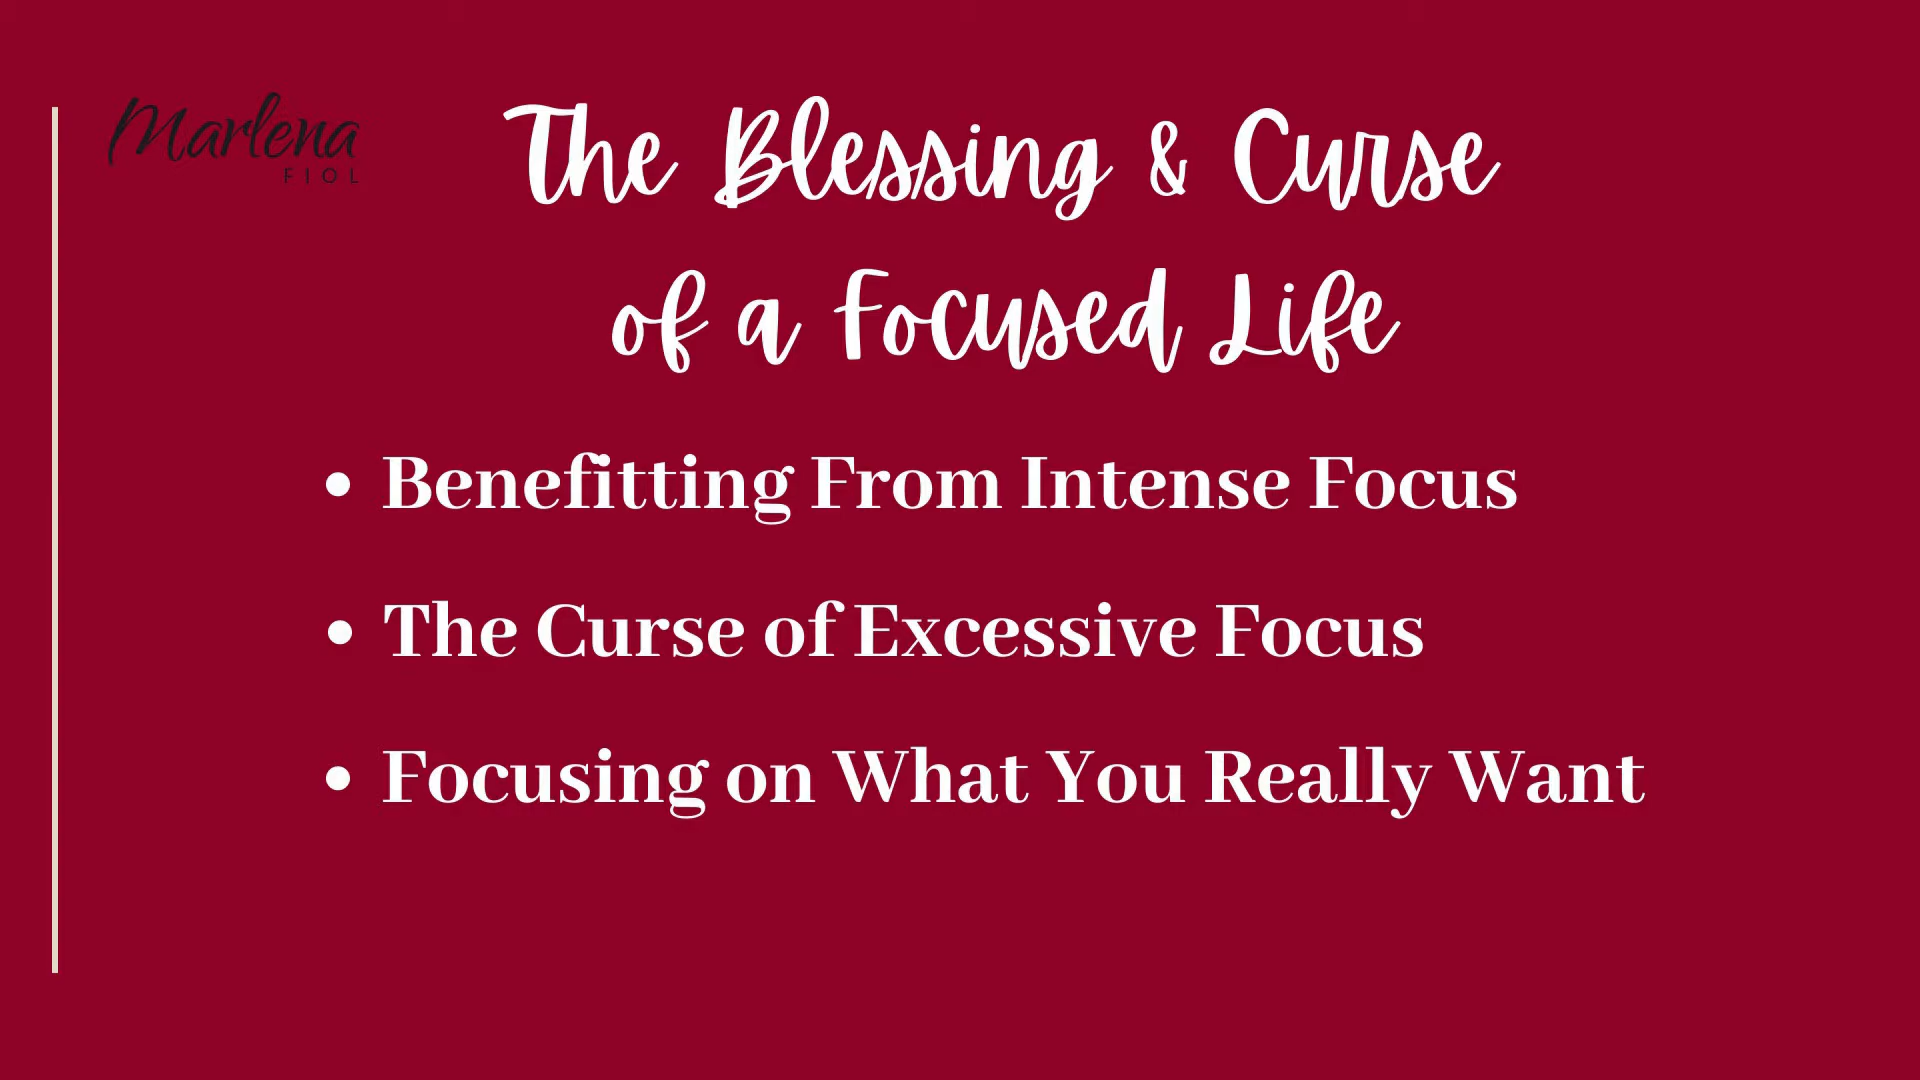 Marlena
FIOL
The Blessing & Curse
of a Focused Life
• Benefitting From Intense Focus
• The Curse of Excessive Focus
• Focusing on What You Really Want